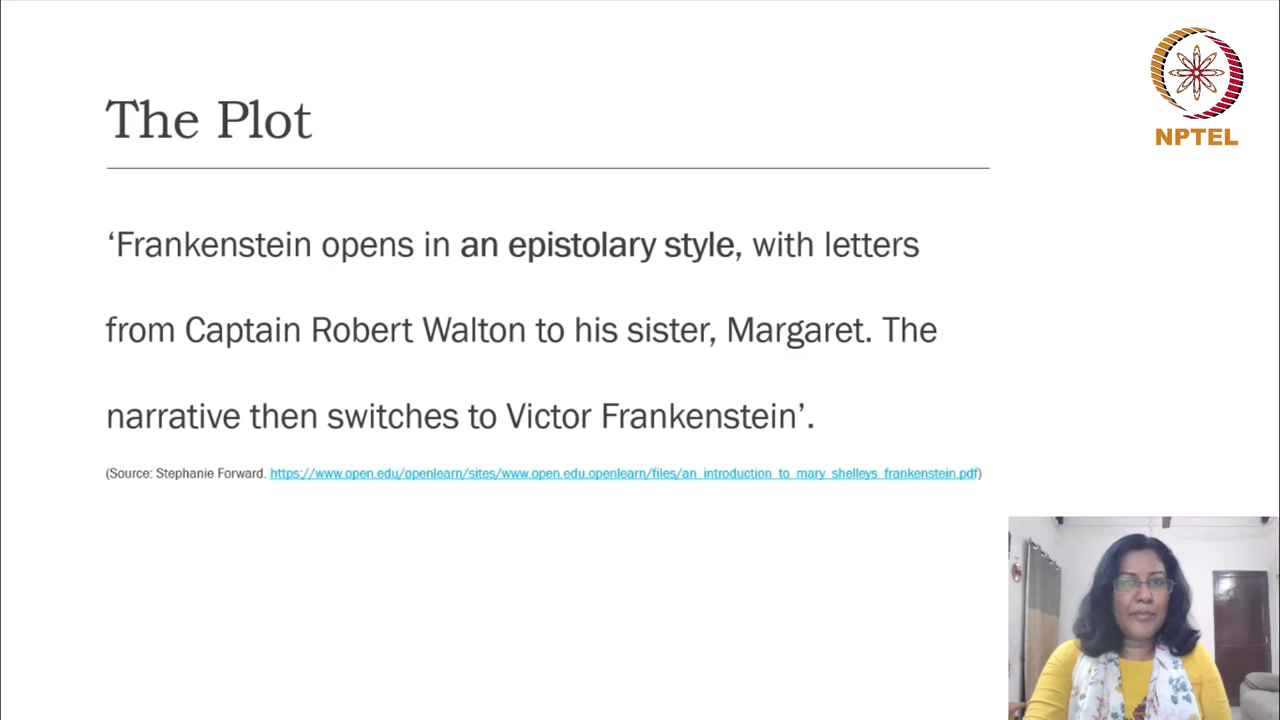 The Plot
NPTEL
‘Frankenstein opens in an epistolary style, with letters
from Captain Robert Walton to his sister, Margaret. The
narrative then switches to Victor Frankenstein’.
(Source: Stephanie Forward. https://www.open.edu/openlearn/sites/www.open.edu.openlearn/files/an_introduction_to_mary_shelleys_frankenstein.pdf)